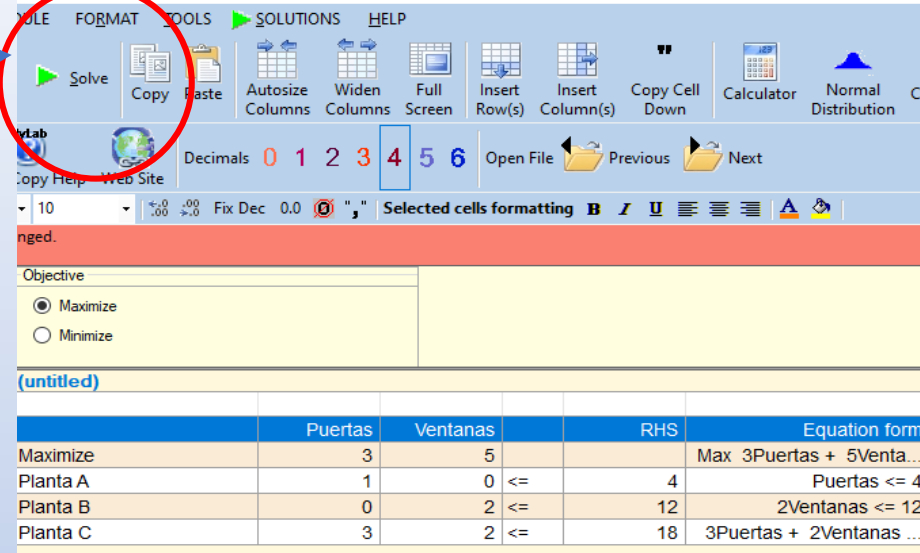 DULE FORMAT TOOLS SOLUTIONS HELP
Solve
Copy
Paste
Autosize Columns
Widen Columns
Full Screen
Insert Row(s)
Insert Column(s)
Copy Cell Down
Calculator
Normal Distribution
yLab
Copy Help
Web Site
Decimals 0 1 2 3 4 5 6
Open File
Previous
Next
10
Fix Dec 0.0 0 "," Selected cells formatting B I U A
nged.
Objective
Maximize
Minimize
(untitled)
Puertas Ventanas RHS Equation form
Maximize 3 5 Max 3Puertas + 5Venta...
Planta A 1 0 <= 4 Puertas <= 4
Planta B 0 2 <= 12 2Ventanas <= 12
Planta C 3 2 <= 18 3Puertas + 2Ventanas ...